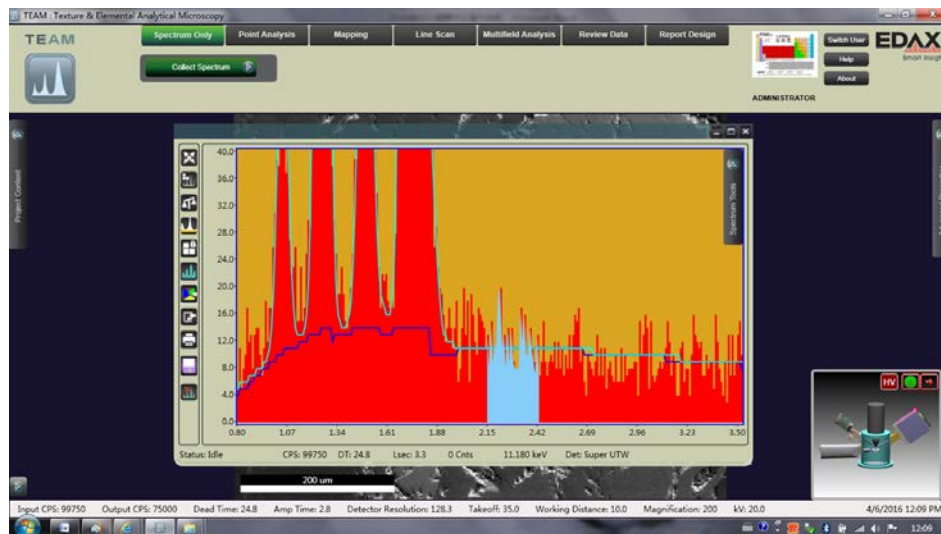 TEAM : Texture & Elemental Analytical Microscopy
TEAM
Spectrum Only Point Analysis Mapping Line Scan Multifield Analysis Review Data Report Design
Collect Spectrum
ADMINISTRATOR
Switch User
Help
About
EDAX
Smart Insigh
Project Content
Spectrum Tools
40.0
36.0
32.0
28.0
24.0
20.0
16.0
12.0
8.0
4.0
0.0
0.80 1.07 1.34 1.61 1.88 2.15 2.42 2.69 2.96 3.23 3.50
Status: Idle CPS: 99750 DT: 24.8 Lsec: 3.3 0 Cnts 11.180 keV Det: Super UTW
HV
200 um
Input CPS: 99750 Output CPS: 75000 Dead Time: 24.8 Amp Time: 2.8 Detector Resolution: 128.3 Takeoff: 35.0 Working Distance: 10.0 Magnification: 200 kV: 20.0 4/6/2016 12:09 PM
12:09